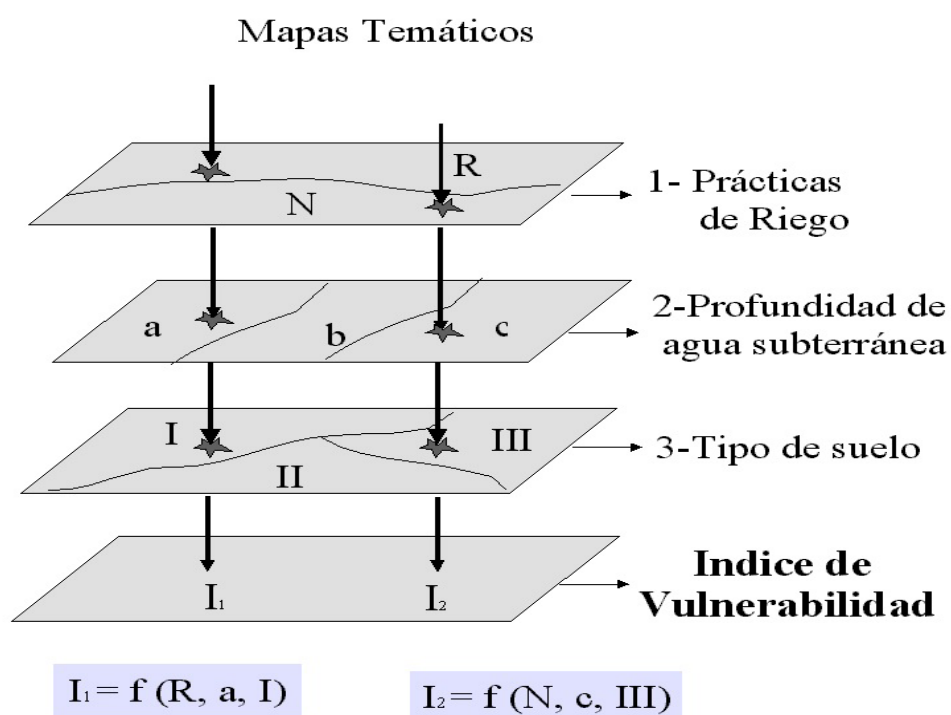 Mapas Temáticos
R
N
1- Prácticas
de Riego
a
b
c
2-Profundidad de
agua subterránea
I
II
III
3-Tipo de suelo
I₁
I₂
Indice de
Vulnerabilidad
I₁ = f (R, a, I)
I₂ = f (N, c, III)